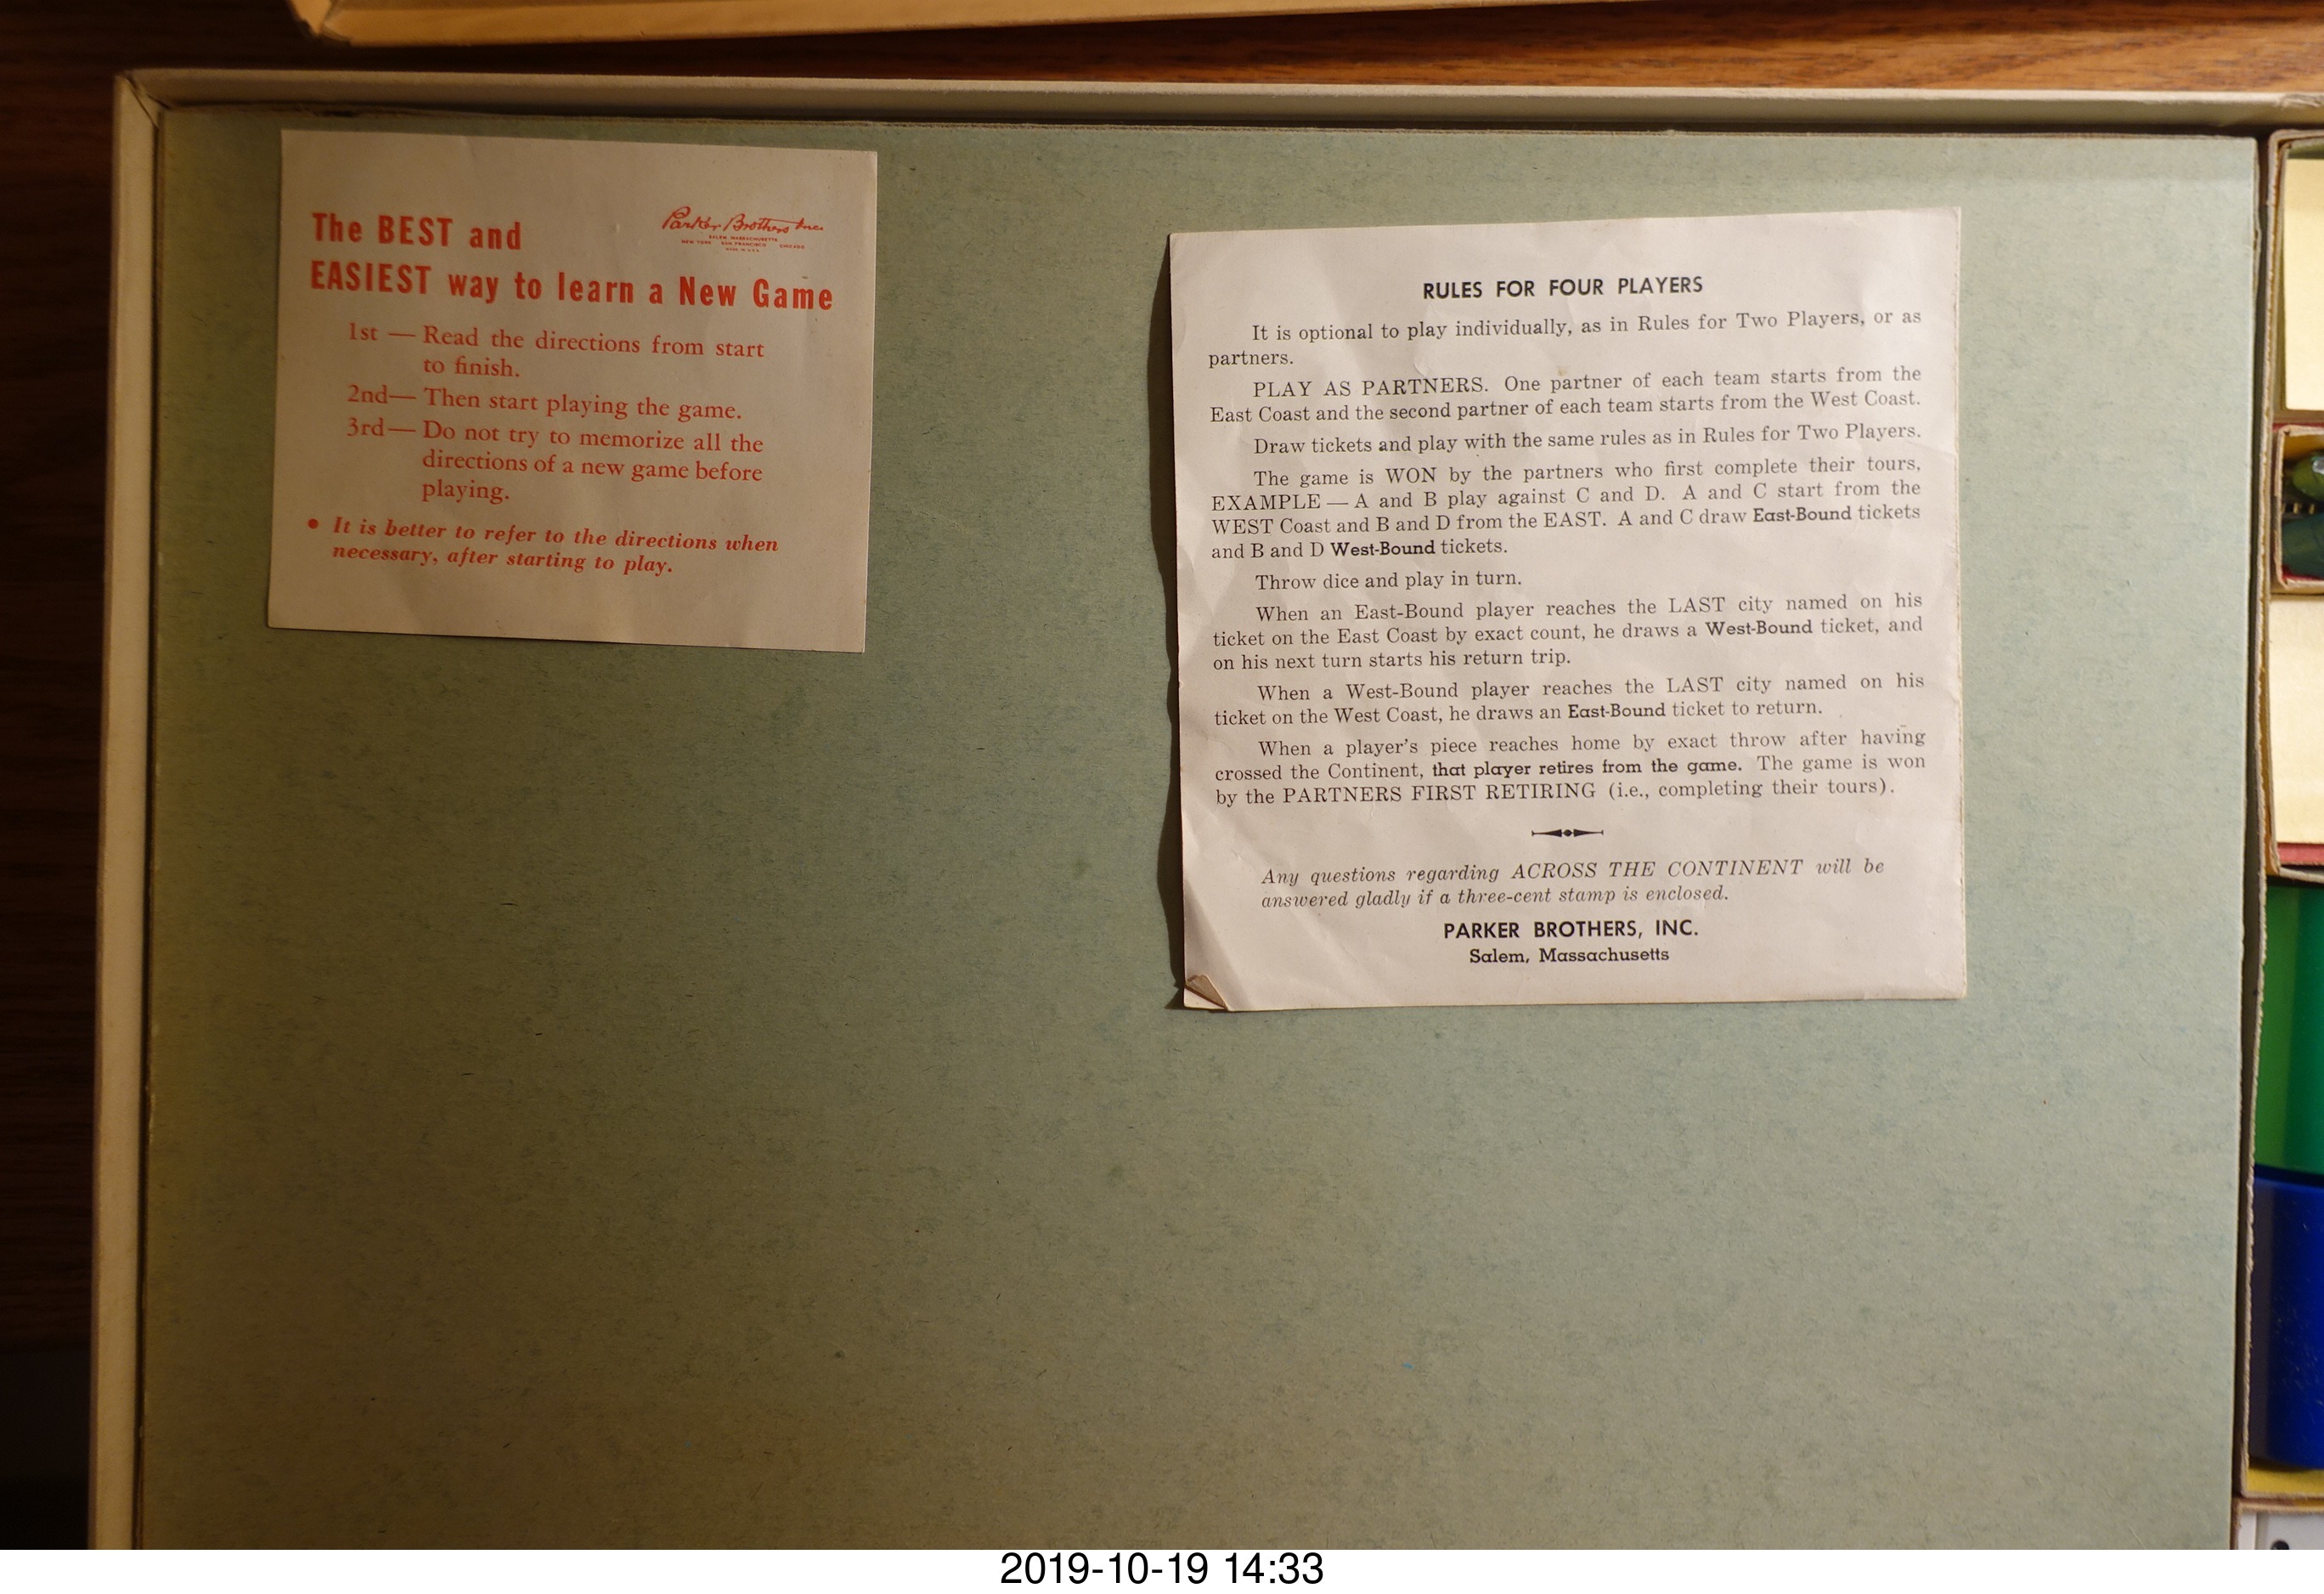 The BEST and
Parker Brothers Inc.
SALEM, MASSACHUSETTS
NEW YORK SAN FRANCISCO CHICAGO
MADE IN U.S.A.
EASIEST way to learn a New Game
1st — Read the directions from start
to finish.
2nd— Then start playing the game.
3rd— Do not try to memorize all the
directions of a new game before
playing.
• It is better to refer to the directions when
necessary, after starting to play.
RULES FOR FOUR PLAYERS
It is optional to play individually, as in Rules for Two Players, or as
partners.
PLAY AS PARTNERS. One partner of each team starts from the
East Coast and the second partner of each team starts from the West Coast.
Draw tickets and play with the same rules as in Rules for Two Players.
The game is WON by the partners who first complete their tours,
EXAMPLE — A and B play against C and D. A and C start from the
WEST Coast and B and D from the EAST. A and C draw East-Bound tickets
and B and D West-Bound tickets.
Throw dice and play in turn.
When an East-Bound player reaches the LAST city named on his
ticket on the East Coast by exact count, he draws a West-Bound ticket, and
on his next turn starts his return trip.
When a West-Bound player reaches the LAST city named on his
ticket on the West Coast, he draws an East-Bound ticket to return.
When a player's piece reaches home by exact throw after having
crossed the Continent, that player retires from the game. The game is won
by the PARTNERS FIRST RETIRING (i.e., completing their tours).
Any questions regarding ACROSS THE CONTINENT will be
answered gladly if a three-cent stamp is enclosed.
PARKER BROTHERS, INC.
Salem, Massachusetts
2019-10-19 14:33